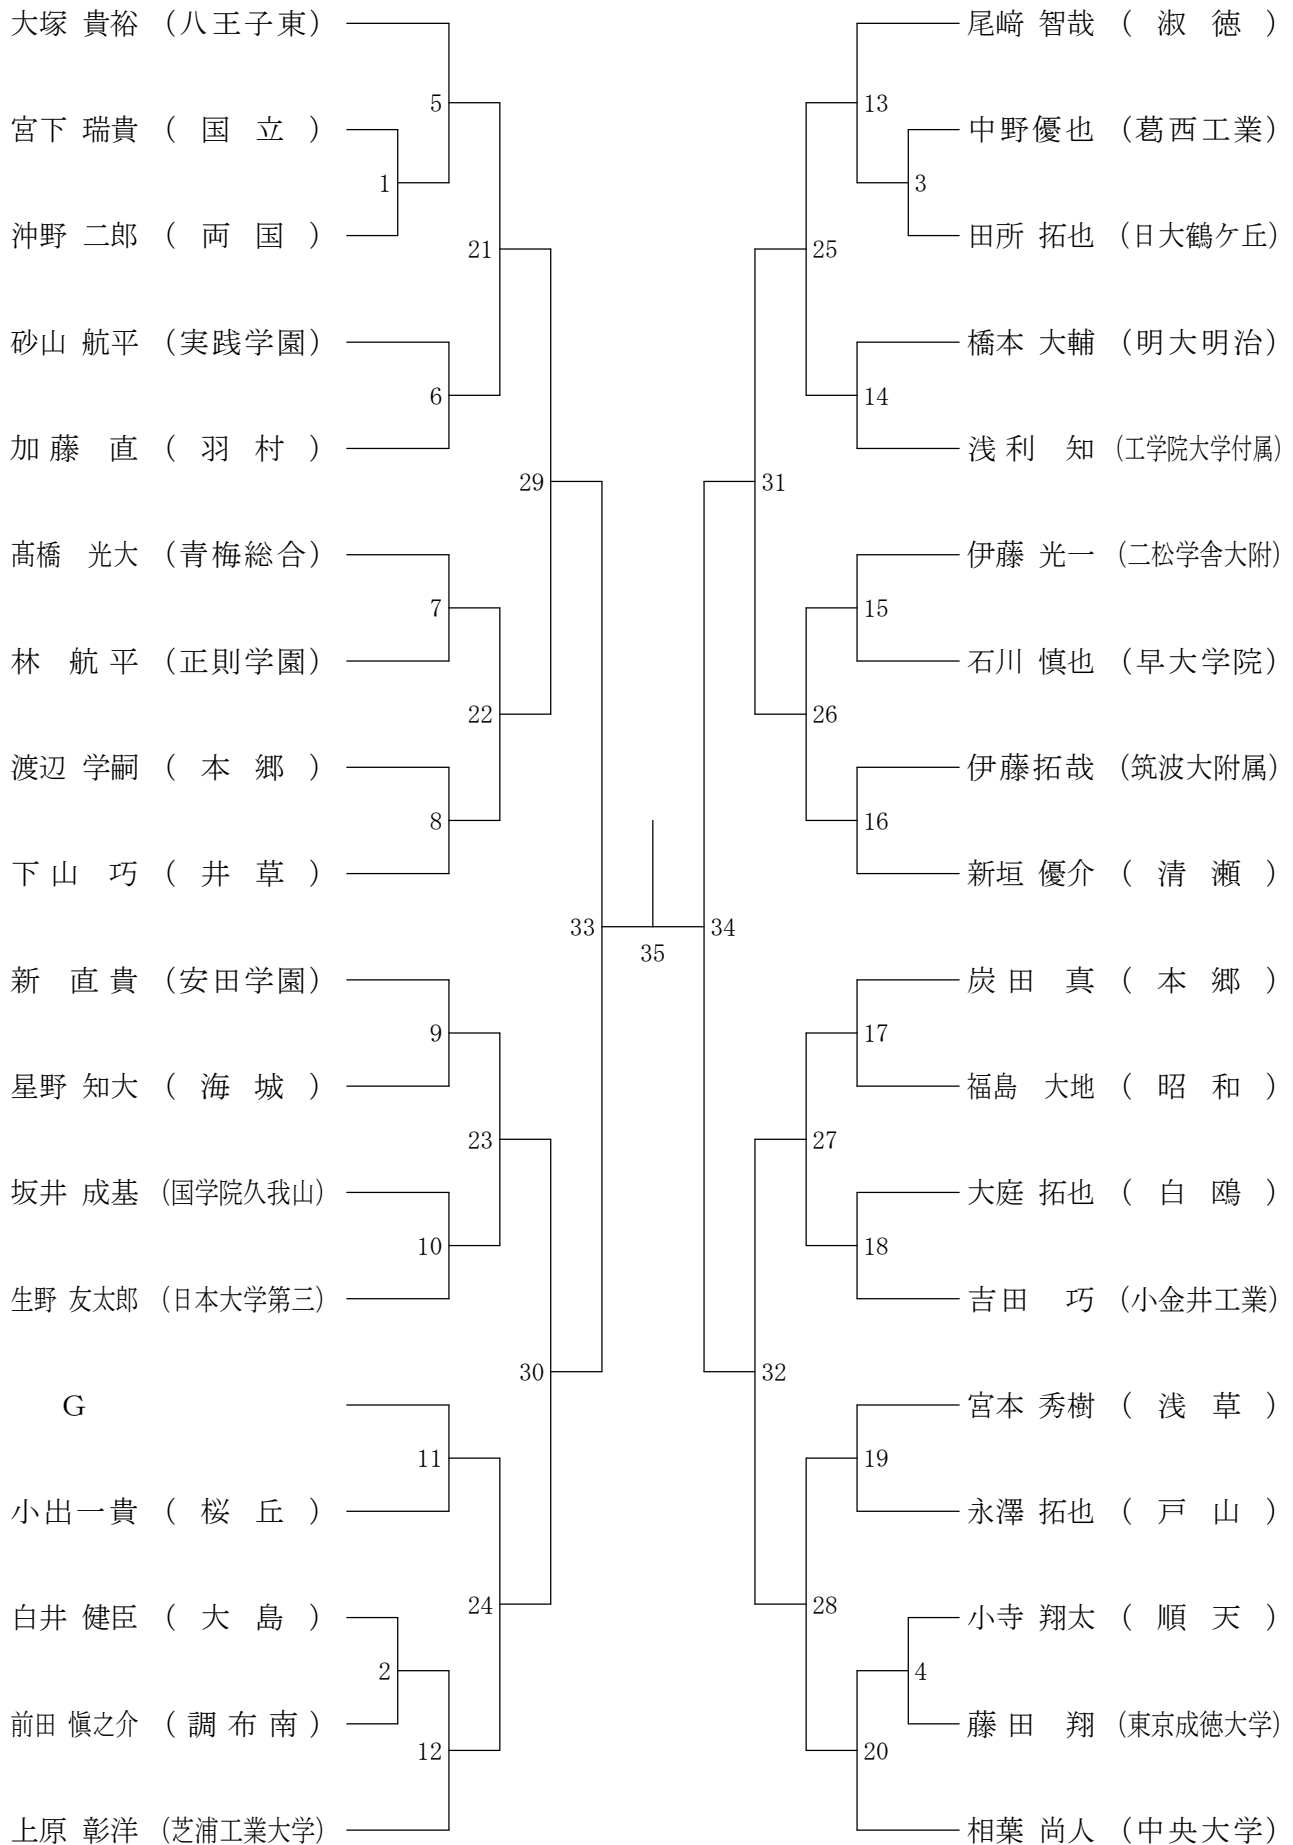 大塚 貴裕 （八王子東）
5
宮下 瑞貴 （ 国 立 ）
1
沖野 二郎 （ 両 国 ）
21
砂山 航平 （実践学園）
6
加藤 直 （ 羽 村 ）
29
髙橋 光大 （青梅総合）
7
林 航平 （正則学園）
22
渡辺 学嗣 （ 本 郷 ）
8
下山 巧 （ 井 草 ）
33
新 直貴 （安田学園）
9
星野 知大 （ 海 城 ）
23
坂井 成基 （国学院久我山）
10
生野 友太郎 （日本大学第三）
30
G
11
小出一貴 （ 桜 丘 ）
24
白井 健臣 （ 大 島 ）
2
前田 愼之介 （ 調 布 南 ）
12
上原 彰洋 （芝浦工業大学）
35
尾﨑 智哉 （ 淑 徳 ）
13
中野優也 （葛西工業）
3
田所 拓也 （日大鶴ケ丘）
25
橋本 大輔 （明大明治）
14
浅利 知 （工学院大学付属）
31
伊藤 光一 （二松学舎大附）
15
石川 慎也 （早大学院）
26
伊藤拓哉 （筑波大附属）
16
新垣 優介 （ 清 瀬 ）
34
炭田 真 （ 本 郷 ）
17
福島 大地 （ 昭 和 ）
27
大庭 拓也 （ 白 鴎 ）
18
吉田 巧 （小金井工業）
32
宮本 秀樹 （ 浅 草 ）
19
永澤 拓也 （ 戸 山 ）
28
小寺 翔太 （ 順 天 ）
4
藤田 翔 （東京成徳大学）
20
相葉 尚人 （中央大学）